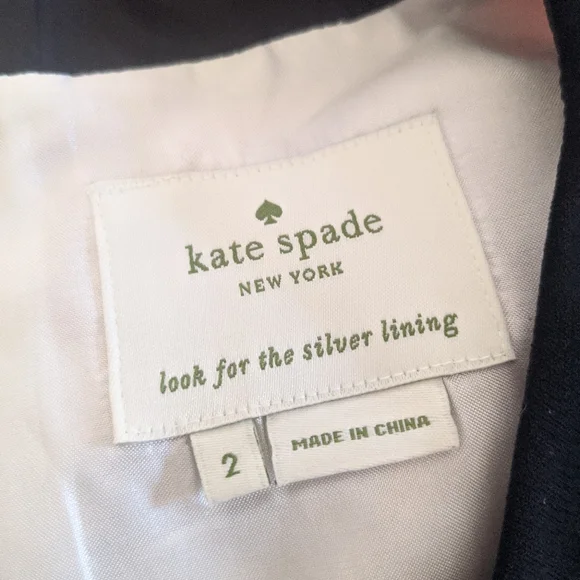 kate spade
NEW YORK
look for the silver lining
2
MADE IN CHINA